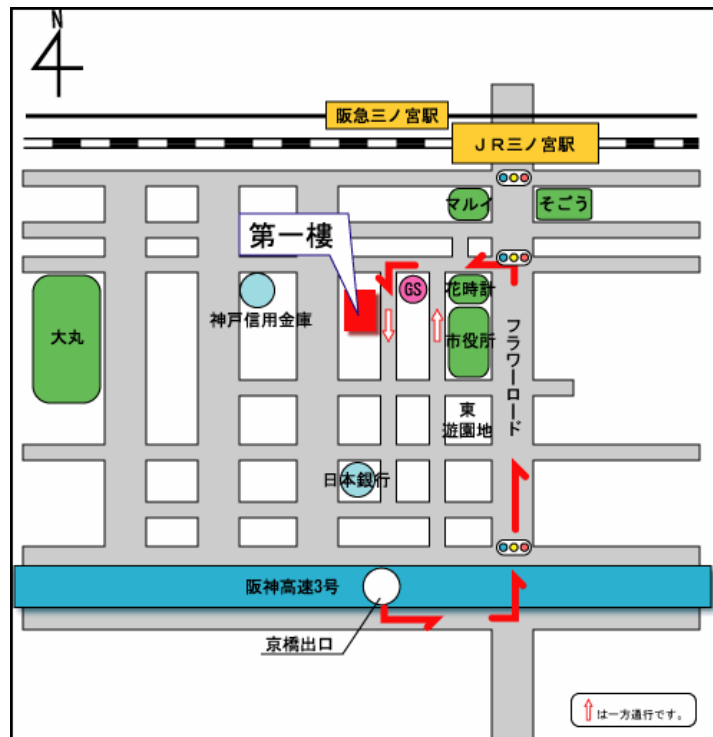 N
阪急三ノ宮駅
JR三ノ宮駅
マルイ
そごう
第一樓
GS
花時計
神戸信用金庫
大丸
市役所
フラワーロード
東
遊園地
日本銀行
阪神高速3号
京橋出口
は一方通行です。